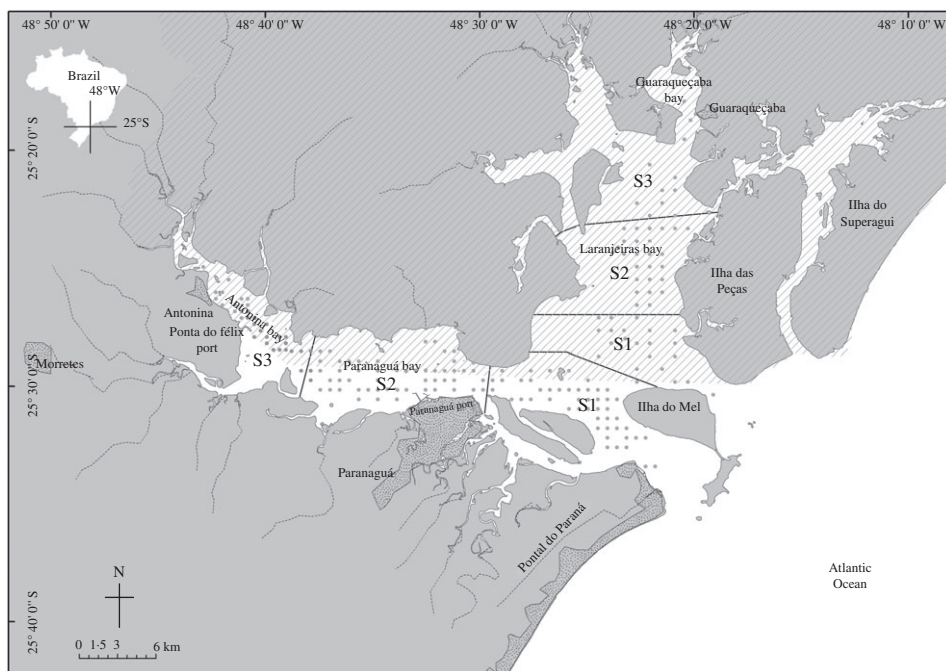 48° 50' 0'' W
48° 40' 0'' W
48° 30' 0'' W
48° 20' 0'' W
48° 10' 0'' W
Brazil
48°W
25°S
25° 20' 0'' S
25° 30' 0'' S
25° 40' 0'' S
Guaraqueçaba
bay
Guaraqueçaba
S3
IIha do
Superagui
Laranjeiras bay
S2
IIha das
Peças
S1
Antonina
Antonina bay
Ponta do félix
port
S3
Morretes
Paranaguá bay
S2
Paranaguá port
S1
IIha do Mel
Paranaguá
Pontal do Paraná
Atlantic
Ocean
N
0 1·5 3 6 km